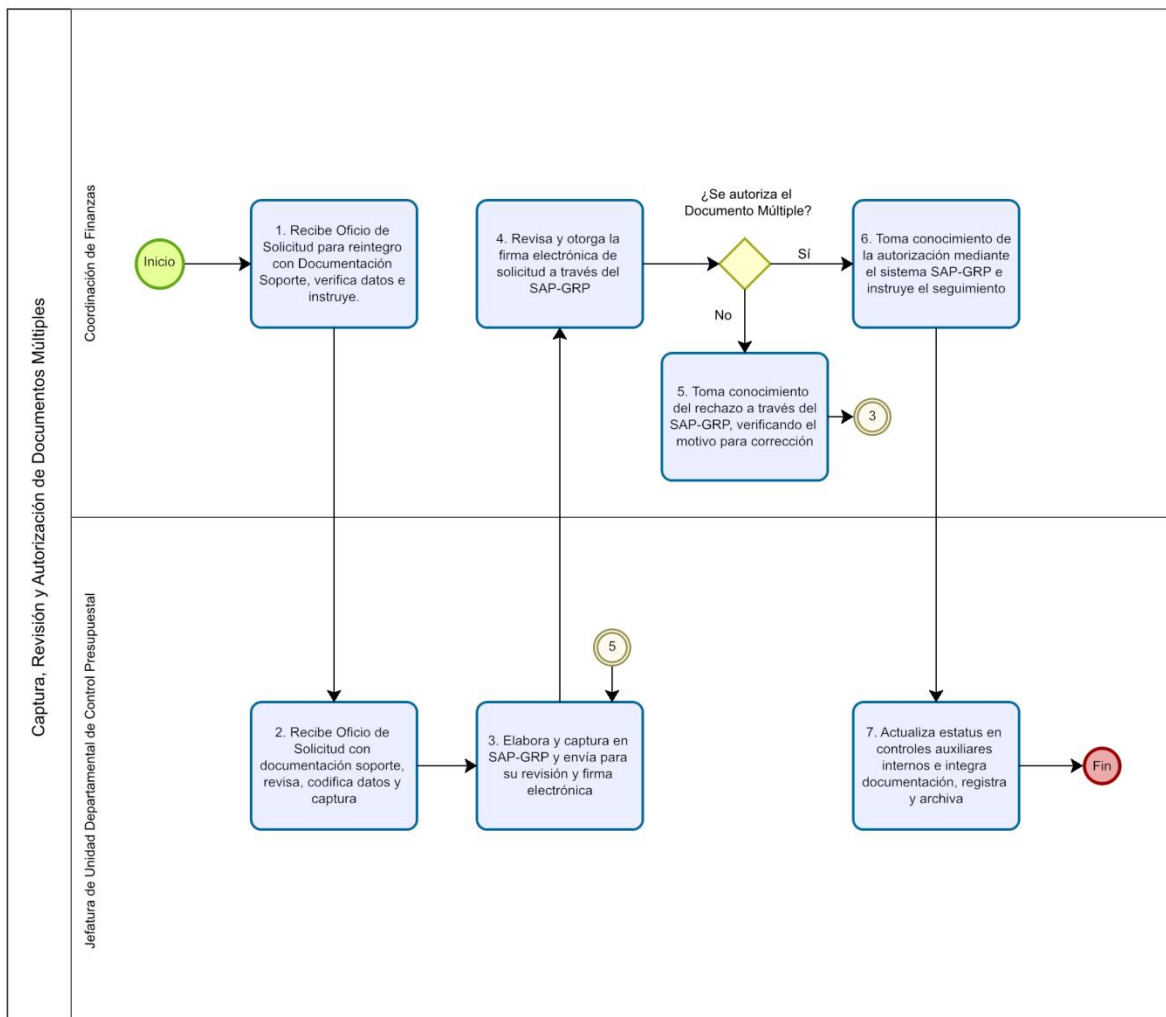 Captura, Revisión y Autorización de Documentos Múltiples
Coordinación de Finanzas
Inicio
1. Recibe Oficio de
Solicitud para reintegro
con Documentación
Soporte, verifica datos e
instruye.
4. Revisa y otorga la
firma electrónica de
solicitud a través del
SAP-GRP
¿Se autoriza el
Documento Múltiple?
Sí
No
6. Toma conocimiento de
la autorización mediante
el sistema SAP-GRP e
instruye el seguimiento
5. Toma conocimiento
del rechazo a través del
SAP-GRP, verificando el
motivo para corrección
3
Jefatura de Unidad Departamental de Control Presupuestal
2. Recibe Oficio de
Solicitud con
documentación soporte,
revisa, codifica datos y
captura
5
3. Elabora y captura en
SAP-GRP y envía para
su revisión y firma
electrónica
7. Actualiza estatus en
controles auxiliares
internos e integra
documentación, registra
y archiva
Fin